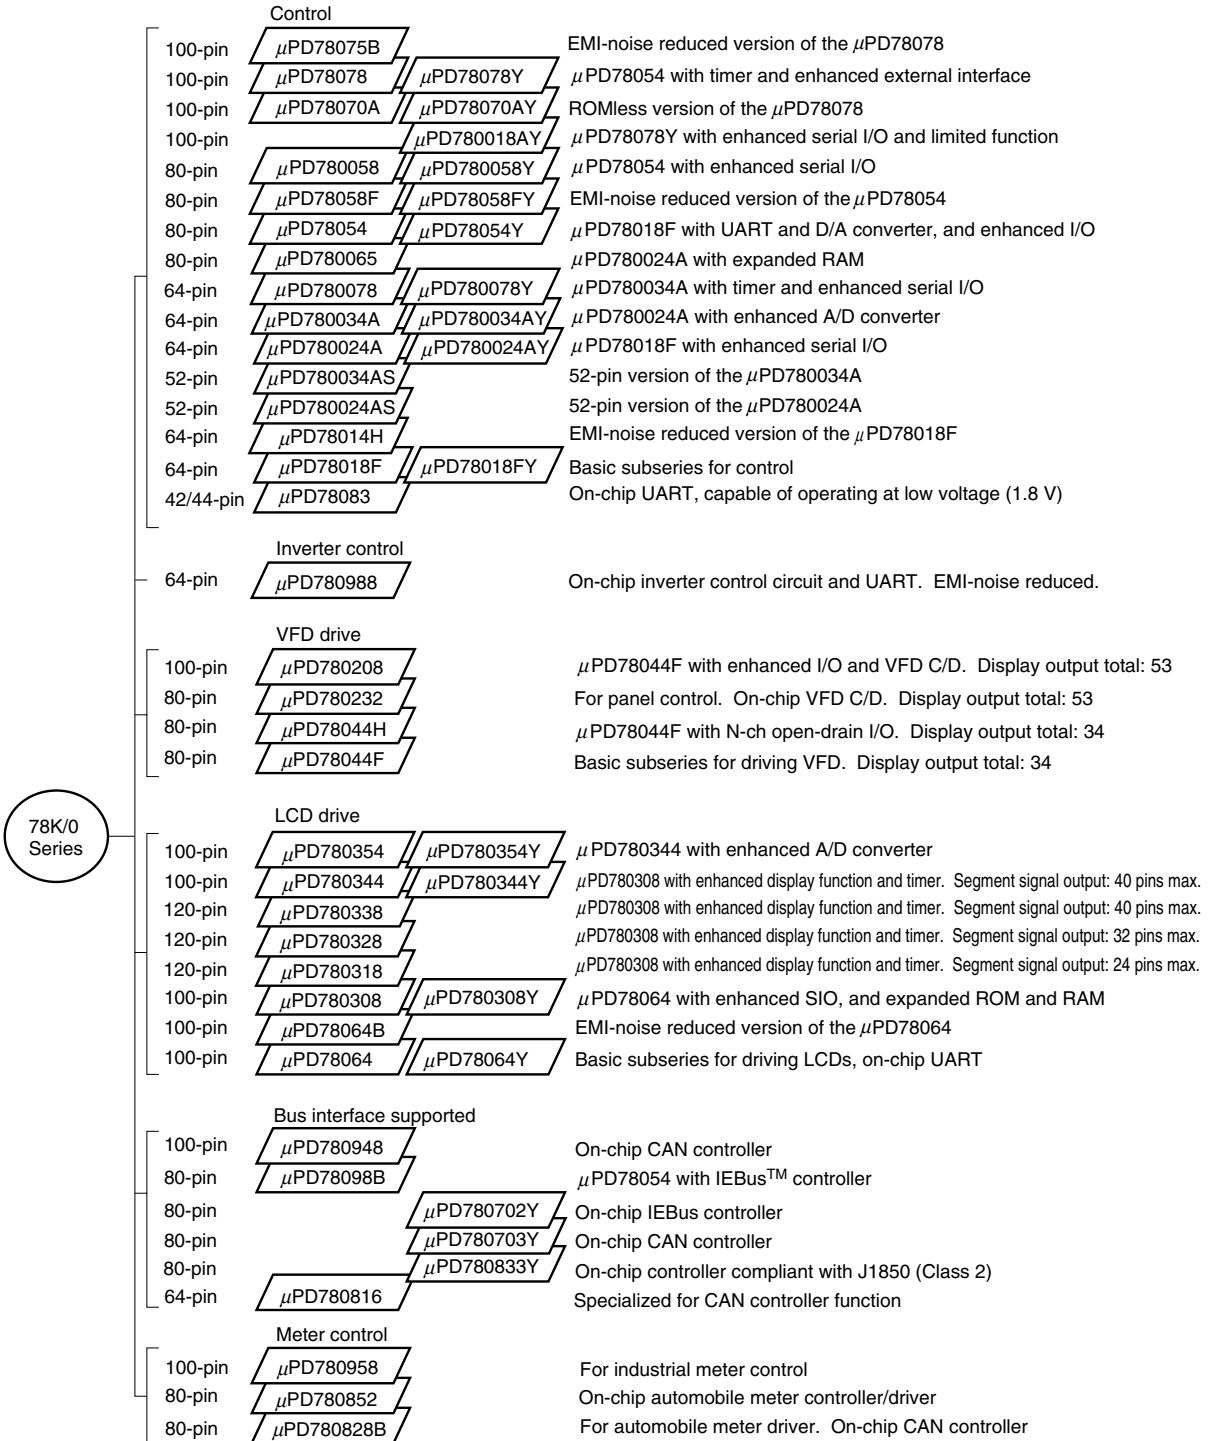 Control
100-pin μPD78075B EMI-noise reduced version of the μPD78078
100-pin μPD78078 μPD78078Y μPD78054 with timer and enhanced external interface
100-pin μPD78070A μPD78070AY ROMless version of the μPD78078
100-pin μPD780018AY μPD78078Y with enhanced serial I/O and limited function
80-pin μPD780058 μPD780058Y μPD78054 with enhanced serial I/O
80-pin μPD78058F μPD78058FY EMI-noise reduced version of the μPD78054
80-pin μPD78054 μPD78054Y μPD78018F with UART and D/A converter, and enhanced I/O
80-pin μPD780065 μPD780024A with expanded RAM
64-pin μPD780078 μPD780078Y μPD780034A with timer and enhanced serial I/O
64-pin μPD780034A μPD780034AY μPD780024A with enhanced A/D converter
64-pin μPD780024A μPD780024AY μPD78018F with enhanced serial I/O
52-pin μPD780034AS 52-pin version of the μPD780034A
52-pin μPD780024AS 52-pin version of the μPD780024A
64-pin μPD78014H EMI-noise reduced version of the μPD78018F
64-pin μPD78018F μPD78018FY Basic subseries for control
42/44-pin μPD78083 On-chip UART, capable of operating at low voltage (1.8 V)
Inverter control
64-pin μPD780988 On-chip inverter control circuit and UART. EMI-noise reduced.
VFD drive
100-pin μPD780208 μPD78044F with enhanced I/O and VFD C/D. Display output total: 53
80-pin μPD780232 For panel control. On-chip VFD C/D. Display output total: 53
80-pin μPD78044H μPD78044F with N-ch open-drain I/O. Display output total: 34
80-pin μPD78044F Basic subseries for driving VFD. Display output total: 34
78K/0
Series
LCD drive
100-pin μPD780354 μPD780354Y μPD780344 with enhanced A/D converter
100-pin μPD780344 μPD780344Y μPD780308 with enhanced display function and timer. Segment signal output: 40 pins max.
120-pin μPD780338 μPD780308 with enhanced display function and timer. Segment signal output: 40 pins max.
120-pin μPD780328 μPD780308 with enhanced display function and timer. Segment signal output: 32 pins max.
120-pin μPD780318 μPD780308 with enhanced display function and timer. Segment signal output: 24 pins max.
100-pin μPD780308 μPD780308Y μPD78064 with enhanced SIO, and expanded ROM and RAM
100-pin μPD78064B EMI-noise reduced version of the μPD78064
100-pin μPD78064 μPD78064Y Basic subseries for driving LCDs, on-chip UART
Bus interface supported
100-pin μPD780948 On-chip CAN controller
80-pin μPD78098B μPD78054 with IEBus™ controller
80-pin μPD780702Y On-chip IEBus controller
80-pin μPD780703Y On-chip CAN controller
80-pin μPD780833Y On-chip controller compliant with J1850 (Class 2)
64-pin μPD780816 Specialized for CAN controller function
Meter control
100-pin μPD780958 For industrial meter control
80-pin μPD780852 On-chip automobile meter controller/driver
80-pin μPD780828B For automobile meter driver. On-chip CAN controller